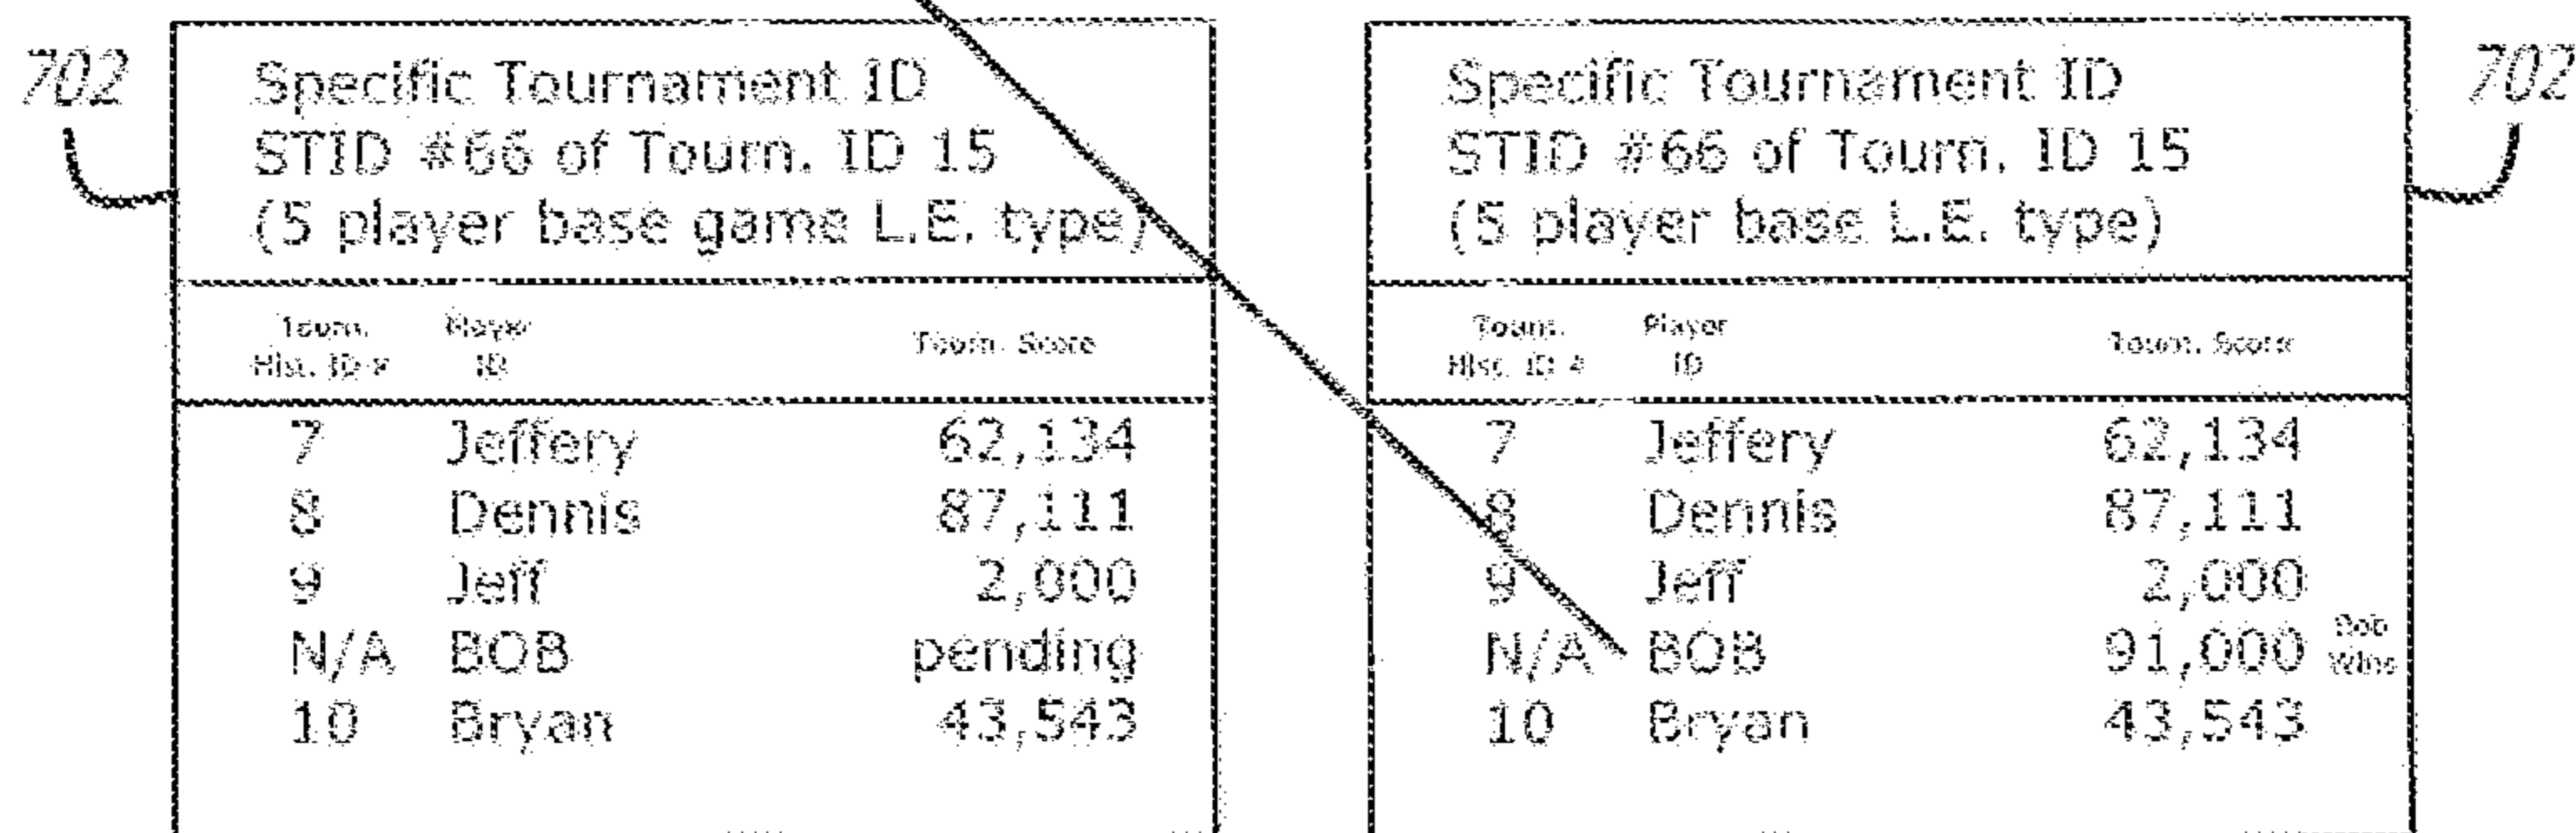 702
Specific Tournament ID
STID #66 of Tourn. ID 15
(5 player base game L.E. type)
Tourn. Player
Hist. ID # ID
Tourn. Score
7 Jeffery 62,134
8 Dennis 87,111
9 Jeff 2,000
N/A BOB pending
10 Bryan 43,543
702
Specific Tournament ID
STID #66 of Tourn. ID 15
(5 player base L.E. type)
Tourn. Player
Hist. ID # ID
Tourn. Score
7 Jeffery 62,134
8 Dennis 87,111
9 Jeff 2,000
N/A BOB 91,000 Bob Wins
10 Bryan 43,543